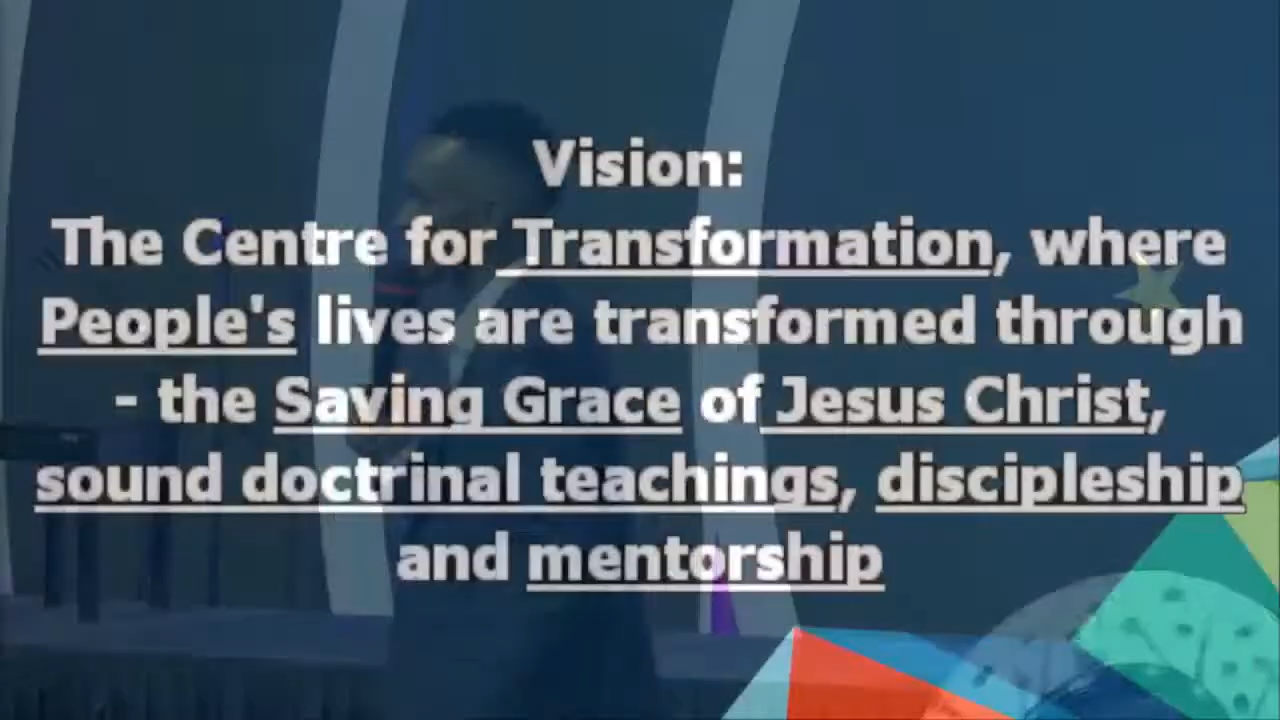 Vision:
The Centre for Transformation, where
People's lives are transformed through
- the Saving Grace of Jesus Christ,
sound doctrinal teachings, discipleship
and mentorship